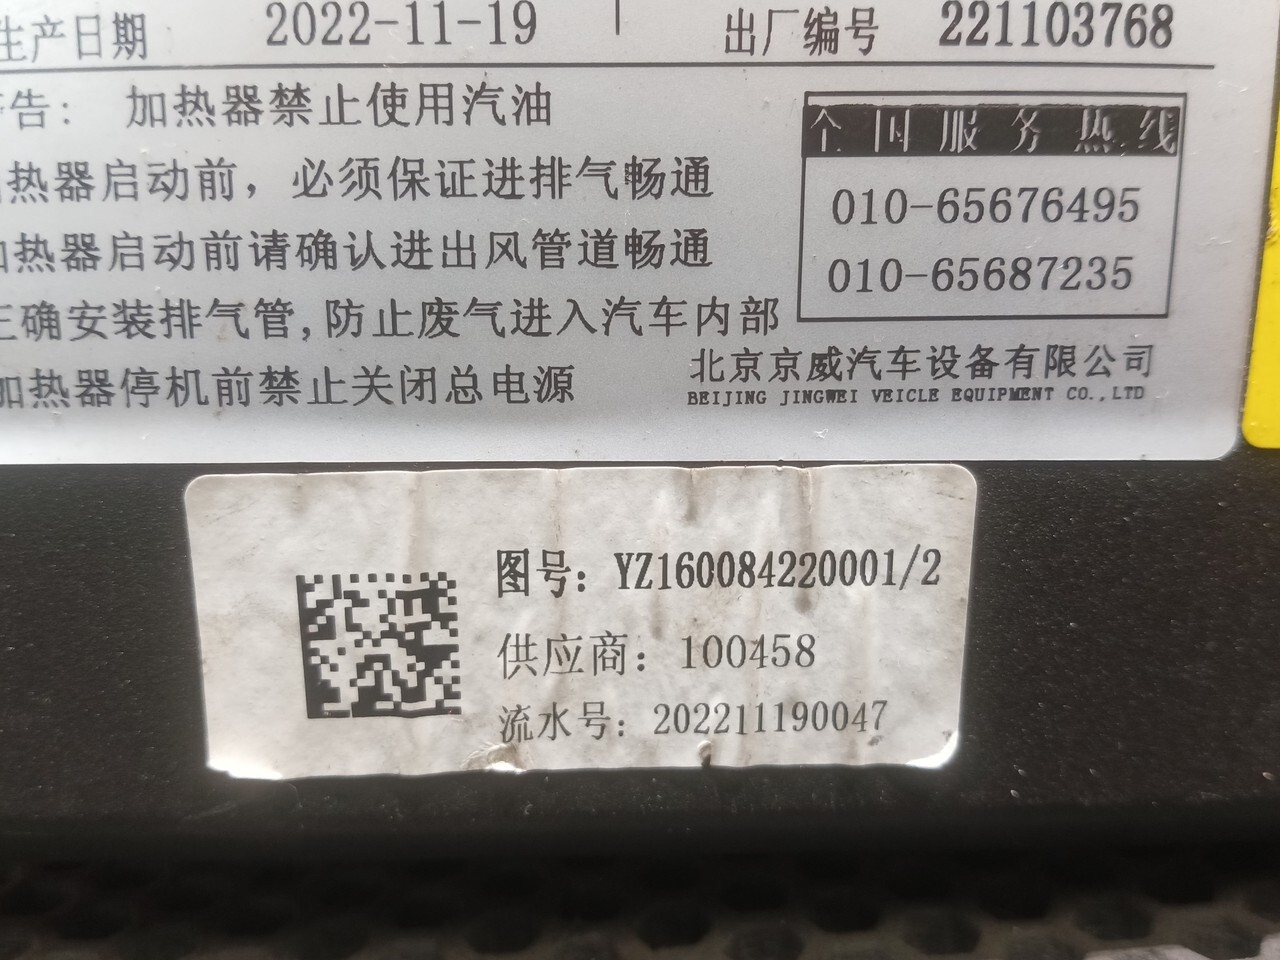 生产日期 2022-11-19 出厂编号 221103768
警告: 加热器禁止使用汽油
加热器启动前，必须保证进排气畅通
加热器启动前请确认进出风管道畅通
正确安装排气管,防止废气进入汽车内部
加热器停机前禁止关闭总电源
全国服务热线
010-65676495
010-65687235
北京京威汽车设备有限公司
BEIJING JINGWEI VEICLE EQUIPMENT CO.,LTD
图号: YZ160084220001/2
供应商: 100458
流水号: 202211190047